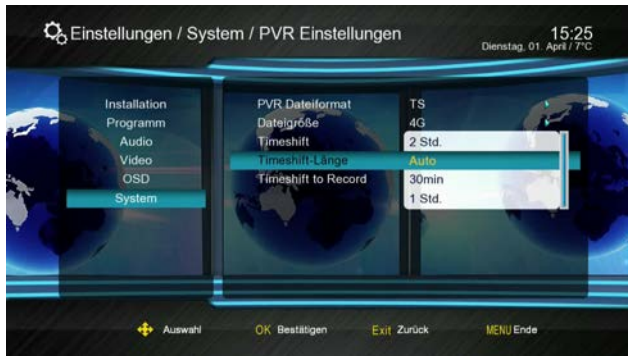 Einstellungen / System / PVR Einstellungen
15:25
Dienstag, 01. April / 7°C
Installation
Programm
Audio
Video
OSD
System
PVR Dateiformat TS
Dateigröße 4G
Timeshift 2 Std.
Timeshift-Länge Auto
Timeshift to Record 30min
1 Std.
Auswahl OK Bestätigen Exit Zurück MENU Ende